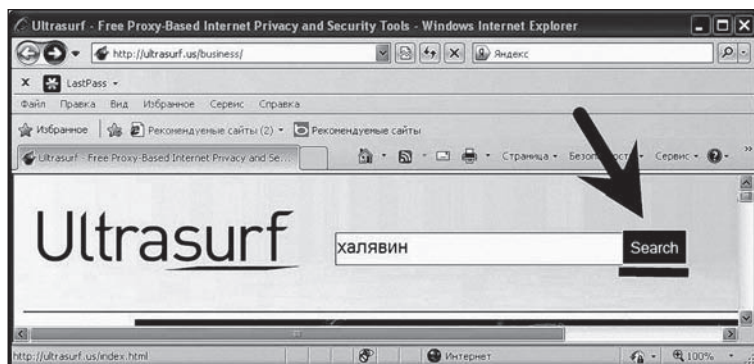 Ultrasurf - Free Proxy-Based Internet Privacy and Security Tools - Windows Internet Explorer
http://ultrasurf.us/business/ Яндекс
X LastPass
Файл Правка Вид Избранное Сервис Справка
Избранное Рекомендуемые сайты (2) Рекомендуемые сайты
Ultrasurf - Free Proxy-Based Internet Privacy and Se... Страница Безопасность Сервис
Ultrasurf
халявин Search
http://ultrasurf.us/index.html Интернет 100%